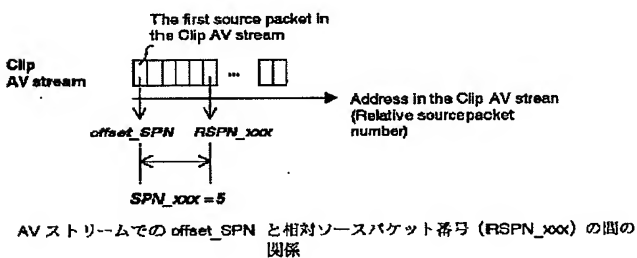 The first source packet in
the Clip AV stream
Clip
AV stream
...
Address in the Clip AV strean
(Relative source packet
number)
offset_SPN RSPN_xxx
SPN_xxx = 5
AV ストリームでの offset_SPN と相対ソースパケット番号 (RSPN_xxx) の間の
関係